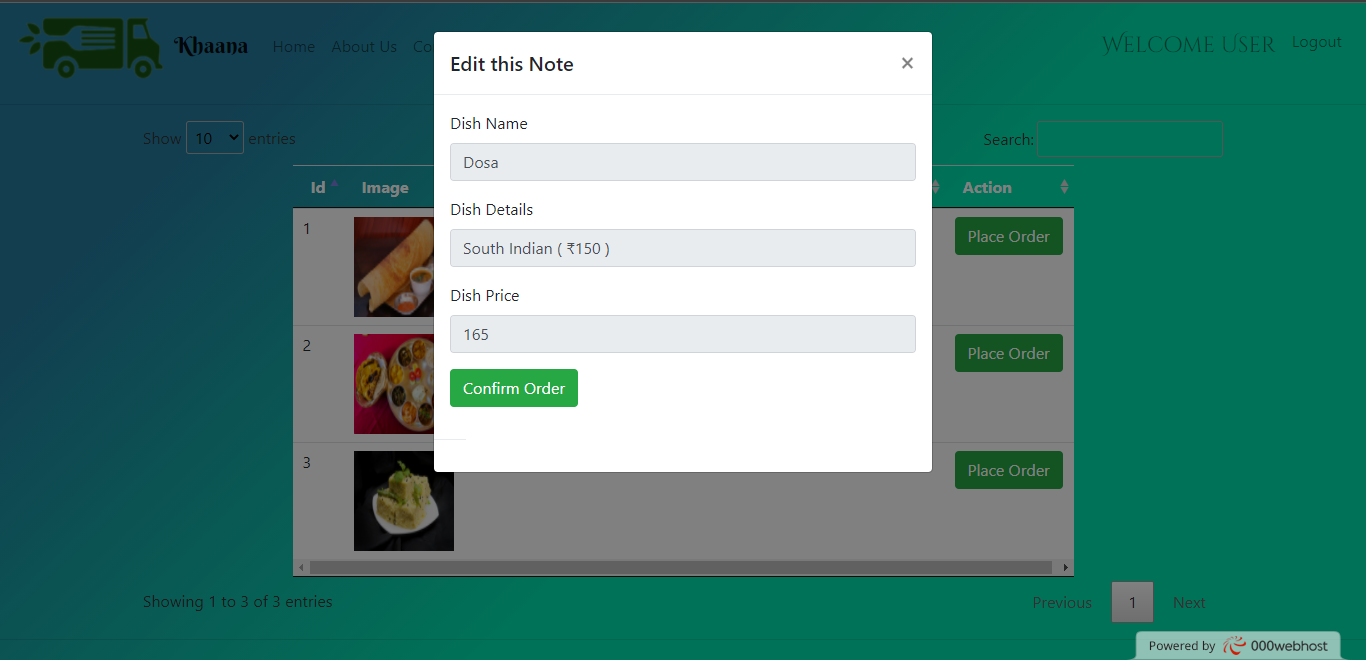 Khaana Home About Us Co
Welcome User Logout
Edit this Note ×
Show 10 entries
Search:
Id Image Action
Dish Name
Dosa
Dish Details
South Indian ( ₹150 )
Dish Price
165
Confirm Order
1 Place Order
2 Place Order
3 Place Order
Showing 1 to 3 of 3 entries
Previous 1 Next
Powered by 000webhost